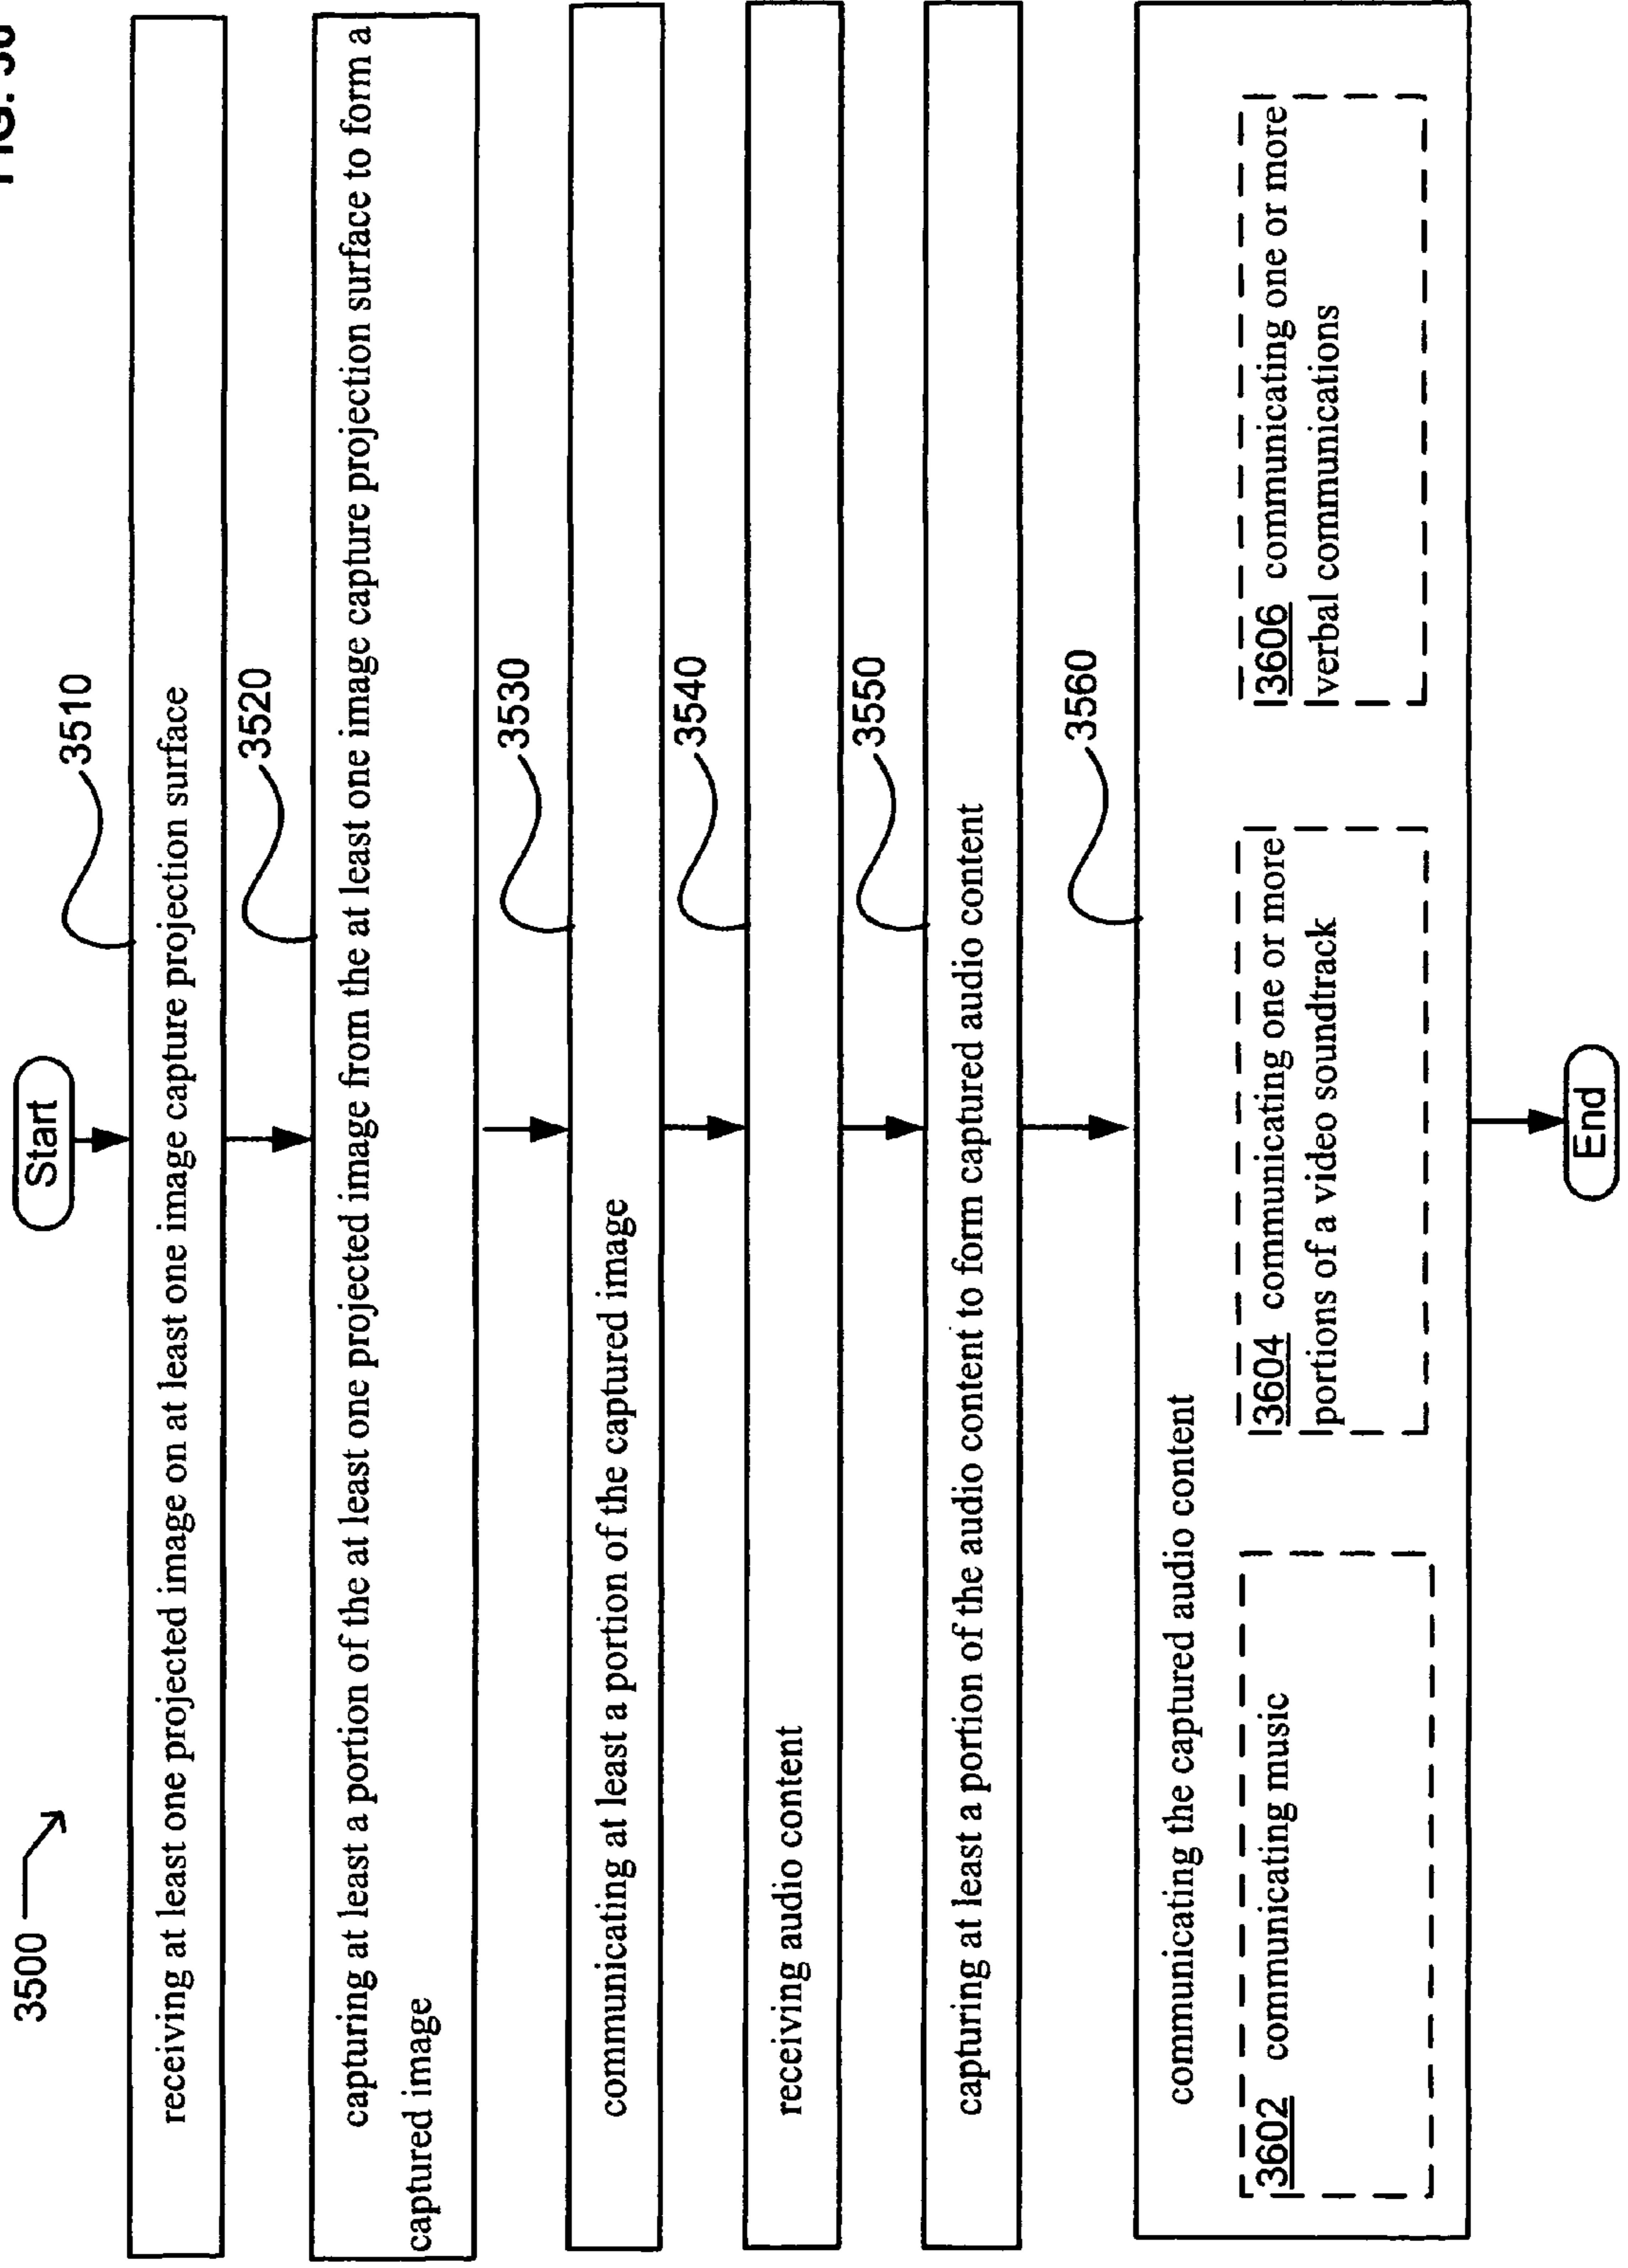 FIG.
3500
Start
3510
receiving at least one projected image on at least one image capture projection surface
3520
capturing at least a portion of the at least one projected image from the at least one image capture projection surface to form a
captured image
3530
communicating at least a portion of the captured image
3540
receiving audio content
3550
capturing at least a portion of the audio content to form captured audio content
3560
communicating the captured audio content
3602 communicating music
3604 communicating one or more
portions of a video soundtrack
3606 communicating one or more
verbal communications
End